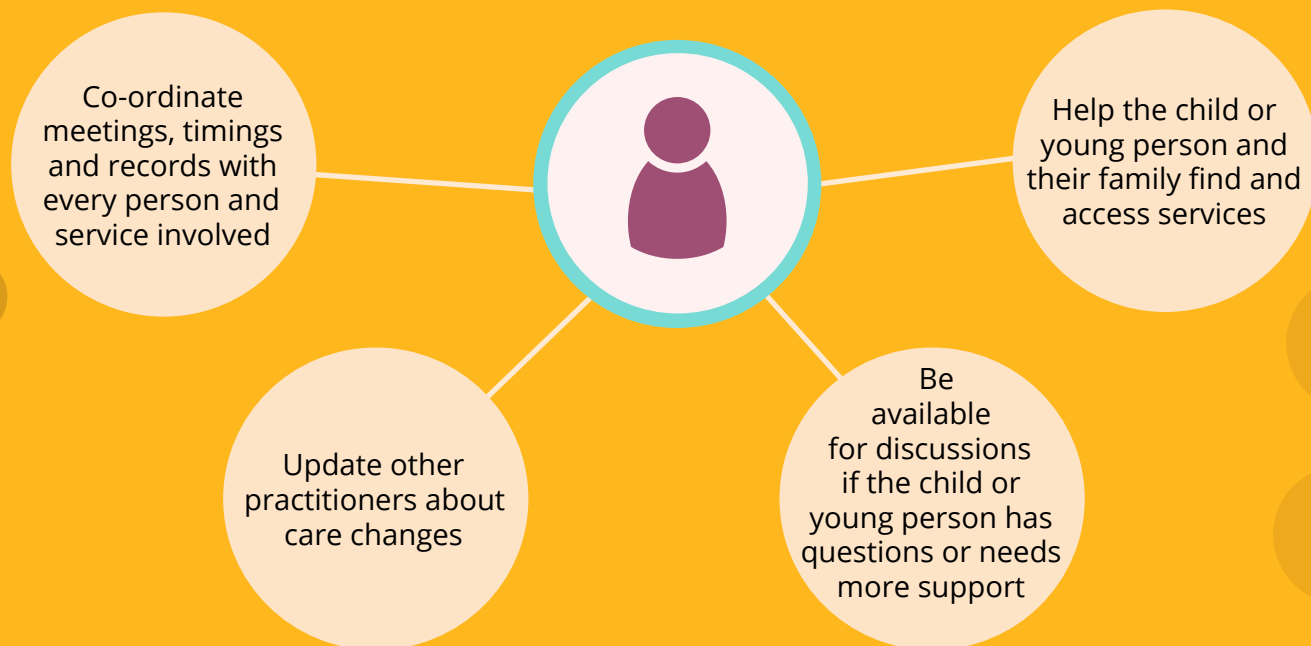 Co-ordinate
meetings, timings
and records with
every person and
service involved
Help the child or
young person and
their family find and
access services
Update other
practitioners about
care changes
Be
available
for discussions
if the child or
young person has
questions or needs
more support